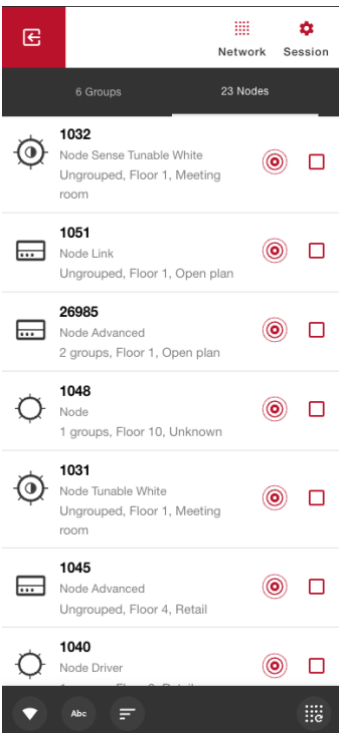 Network Session
6 Groups 23 Nodes
1032
Node Sense Tunable White
Ungrouped, Floor 1, Meeting
room
1051
Node Link
Ungrouped, Floor 1, Open plan
26985
Node Advanced
2 groups, Floor 1, Open plan
1048
Node
1 groups, Floor 10, Unknown
1031
Node Tunable White
Ungrouped, Floor 1, Meeting
room
1045
Node Advanced
Ungrouped, Floor 4, Retail
1040
Node Driver
Abc